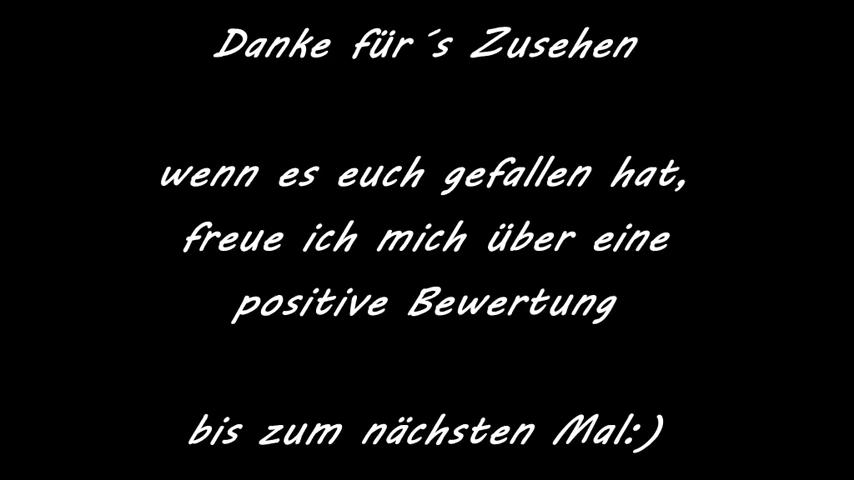 Danke für´s Zusehen
wenn es euch gefallen hat,
freue ich mich über eine
positive Bewertung
bis zum nächsten Mal:)